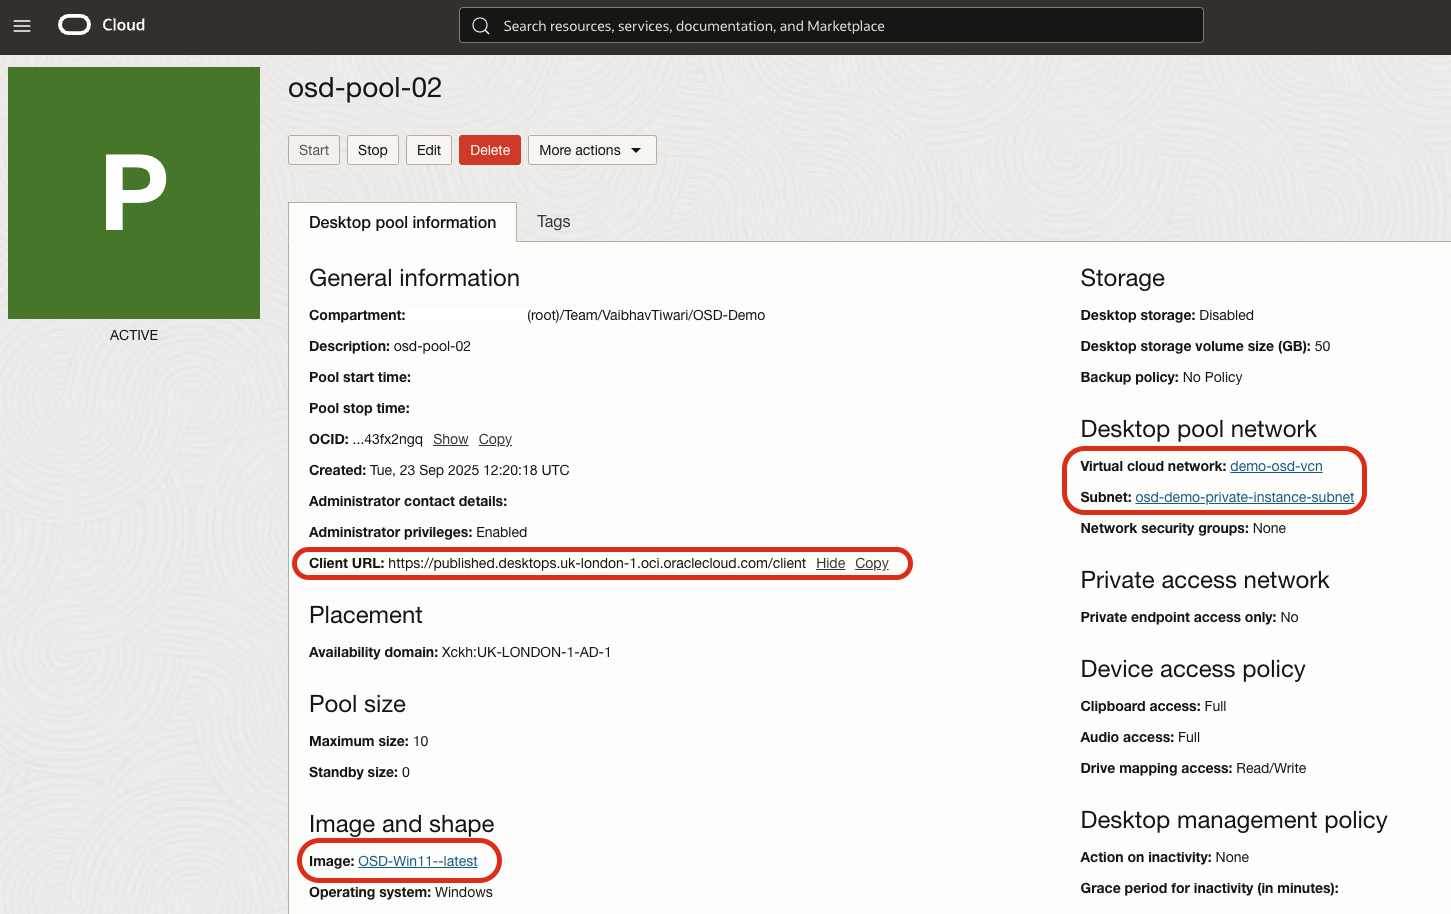 Cloud
Search resources, services, documentation, and Marketplace
P
ACTIVE
osd-pool-02
Start Stop Edit Delete More actions
Desktop pool information Tags
General information
Compartment: (root)/Team/VaibhavTiwari/OSD-Demo
Description: osd-pool-02
Pool start time:
Pool stop time:
OCID: ...43fx2ngq Show Copy
Created: Tue, 23 Sep 2025 12:20:18 UTC
Administrator contact details:
Administrator privileges: Enabled
Client URL: https://published.desktops.uk-london-1.oci.oraclecloud.com/client Hide Copy
Placement
Availability domain: Xckh:UK-LONDON-1-AD-1
Pool size
Maximum size: 10
Standby size: 0
Image and shape
Image: OSD-Win11--latest
Operating system: Windows
Storage
Desktop storage: Disabled
Desktop storage volume size (GB): 50
Backup policy: No Policy
Desktop pool network
Virtual cloud network: demo-osd-vcn
Subnet: osd-demo-private-instance-subnet
Network security groups: None
Private access network
Private endpoint access only: No
Device access policy
Clipboard access: Full
Audio access: Full
Drive mapping access: Read/Write
Desktop management policy
Action on inactivity: None
Grace period for inactivity (in minutes):